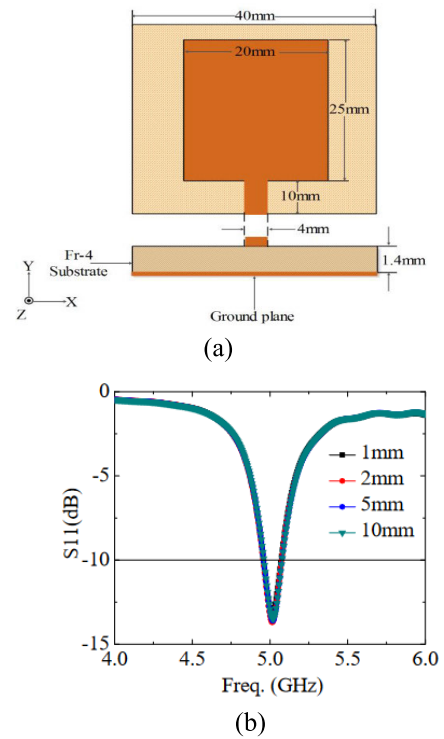 40mm
20mm
25mm
10mm
4mm
Fr-4
Substrate
1.4mm
Y
X
Z
Ground plane
(a)
0
-5
-10
-15
S11(dB)
1mm
2mm
5mm
10mm
4.0 4.5 5.0 5.5 6.0
Freq. (GHz)
(b)